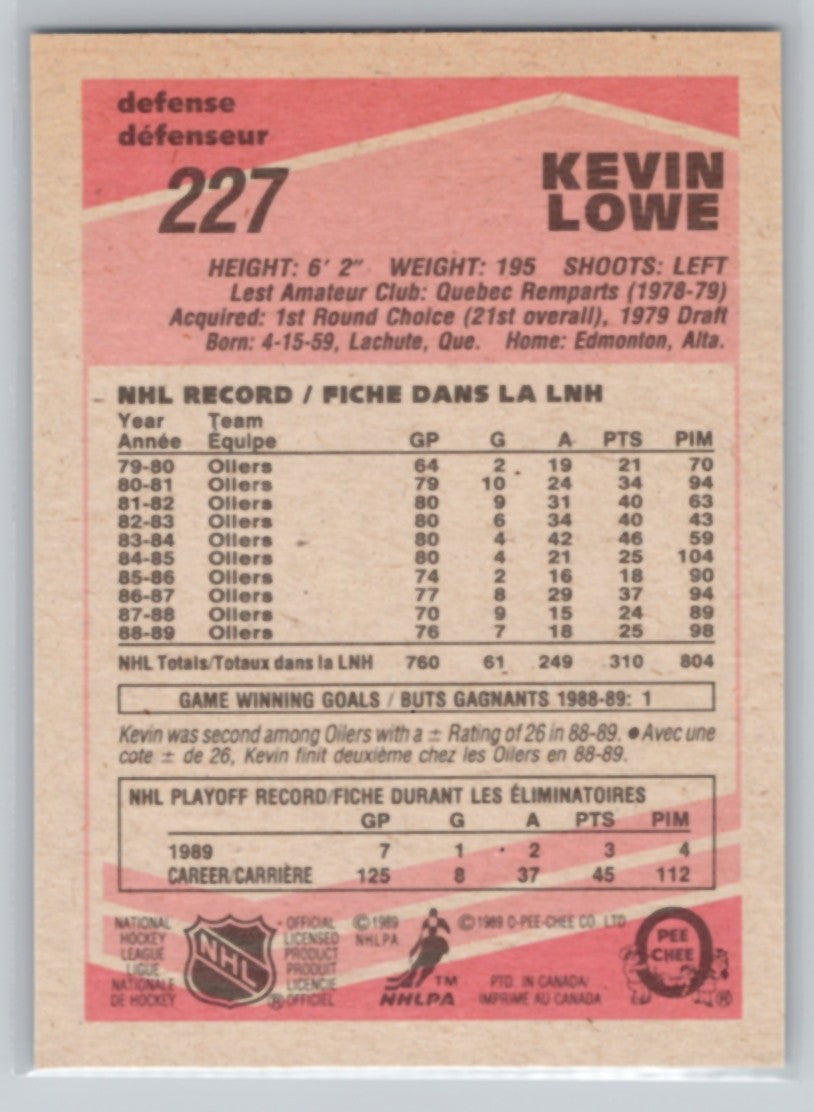 defense
défenseur
227
KEVIN
LOWE
HEIGHT: 6' 2" WEIGHT: 195 SHOOTS: LEFT
Lest Amateur Club: Quebec Remparts (1978-79)
Acquired: 1st Round Choice (21st overall), 1979 Draft
Born: 4-15-59, Lachute, Que. Home: Edmonton, Alta.
NHL RECORD / FICHE DANS LA LNH
Year Team
Année Équipe GP G A PTS PIM
79-80 Oilers 64 2 19 21 70
80-81 Oilers 79 10 24 34 94
81-82 Oilers 80 9 31 40 63
82-83 Oilers 80 6 34 40 43
83-84 Oilers 80 4 42 46 59
84-85 Oilers 80 4 21 25 104
85-86 Oilers 74 2 16 18 90
86-87 Oilers 77 8 29 37 94
87-88 Oilers 70 9 15 24 89
88-89 Oilers 76 7 18 25 98
NHL Totals/Totaux dans la LNH 760 61 249 310 804
GAME WINNING GOALS / BUTS GAGNANTS 1988-89: 1
Kevin was second among Oilers with a ± Rating of 26 in 88-89. ●Avec une
cote ± de 26, Kevin finit deuxième chez les Oilers en 88-89.
NHL PLAYOFF RECORD/FICHE DURANT LES ÉLIMINATOIRES
GP G A PTS PIM
1989 7 1 2 3 4
CAREER/CARRIÈRE 125 8 37 45 112
NATIONAL
HOCKEY
LEAGUE
LIGUE
NATIONALE
DE HOCKEY
NHL
OFFICIAL
LICENSED
PRODUCT
PRODUIT
LICENCIÉ
® OFFICIEL
©1989
NHLPA
TM
NHLPA
©1989 O-PEE-CHEE CO. LTD
PTD. IN CANADA/
IMPRIMÉ AU CANADA
O
PEE
CHEE
®